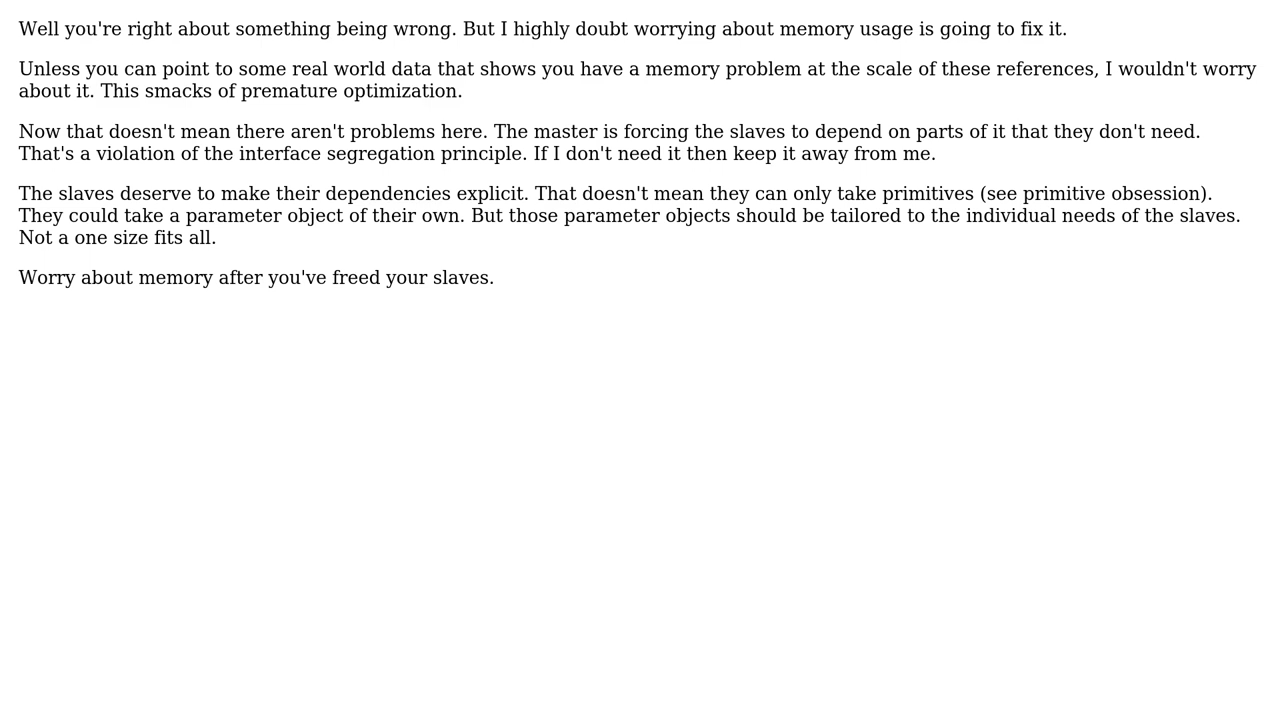 Well you're right about something being wrong. But I highly doubt worrying about memory usage is going to fix it.
Unless you can point to some real world data that shows you have a memory problem at the scale of these references, I wouldn't worry
about it. This smacks of premature optimization.
Now that doesn't mean there aren't problems here. The master is forcing the slaves to depend on parts of it that they don't need.
That's a violation of the interface segregation principle. If I don't need it then keep it away from me.
The slaves deserve to make their dependencies explicit. That doesn't mean they can only take primitives (see primitive obsession).
They could take a parameter object of their own. But those parameter objects should be tailored to the individual needs of the slaves.
Not a one size fits all.
Worry about memory after you've freed your slaves.